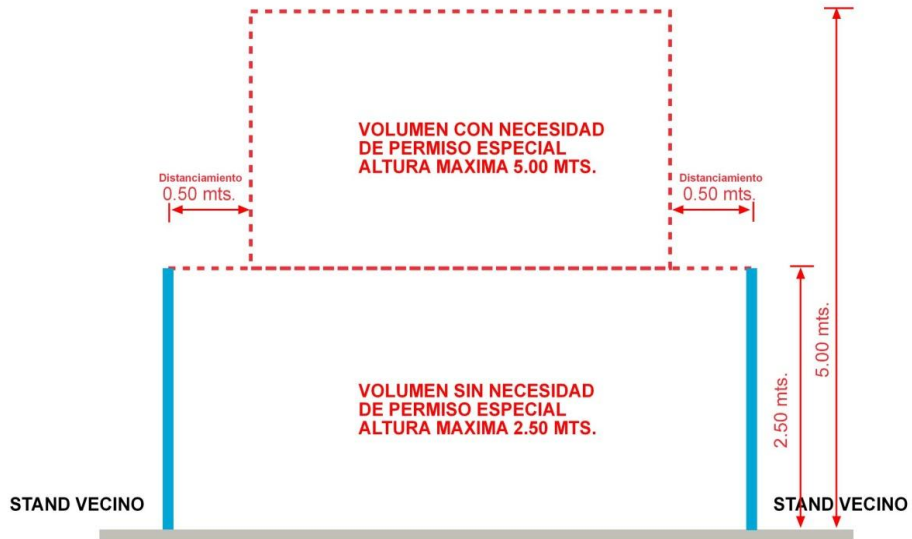 VOLUMEN CON NECESIDAD
DE PERMISO ESPECIAL
ALTURA MAXIMA 5.00 MTS.
Distanciamiento
0.50 mts.
Distanciamiento
0.50 mts.
5.00 mts.
2.50 mts.
VOLUMEN SIN NECESIDAD
DE PERMISO ESPECIAL
ALTURA MAXIMA 2.50 MTS.
STAND VECINO
STAND VECINO